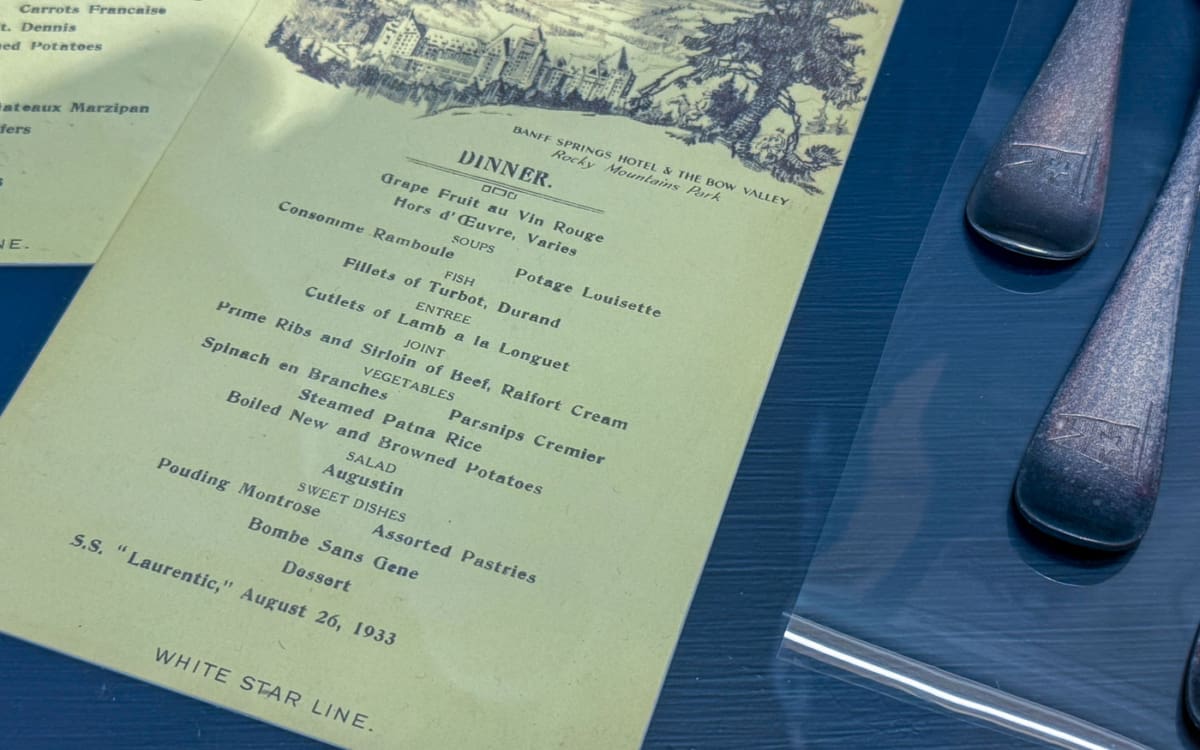 Carrots Francaise
t. Dennis
ed Potatoes
ateaux Marzipan
BANFF SPRINGS HOTEL & THE BOW VALLEY
Rocky Mountains Park
DINNER.
Grape Fruit au Vin Rouge
Hors d'Œuvre, Varies
SOUPS
Consomme Ramboule Potage Louisette
FISH
Fillets of Turbot, Durand
ENTREE
Cutlets of Lamb a la Longuet
JOINT
Prime Ribs and Sirloin of Beef, Raifort Cream
VEGETABLES
Spinach en Branches Parsnips Cremier
Steamed Patna Rice
Boiled New and Browned Potatoes
SALAD
Augustin
SWEET DISHES
Pouding Montrose Assorted Pastries
Bombe Sans Gene
Dessert
S.S. "Laurentic," August 26, 1933
WHITE STAR LINE.